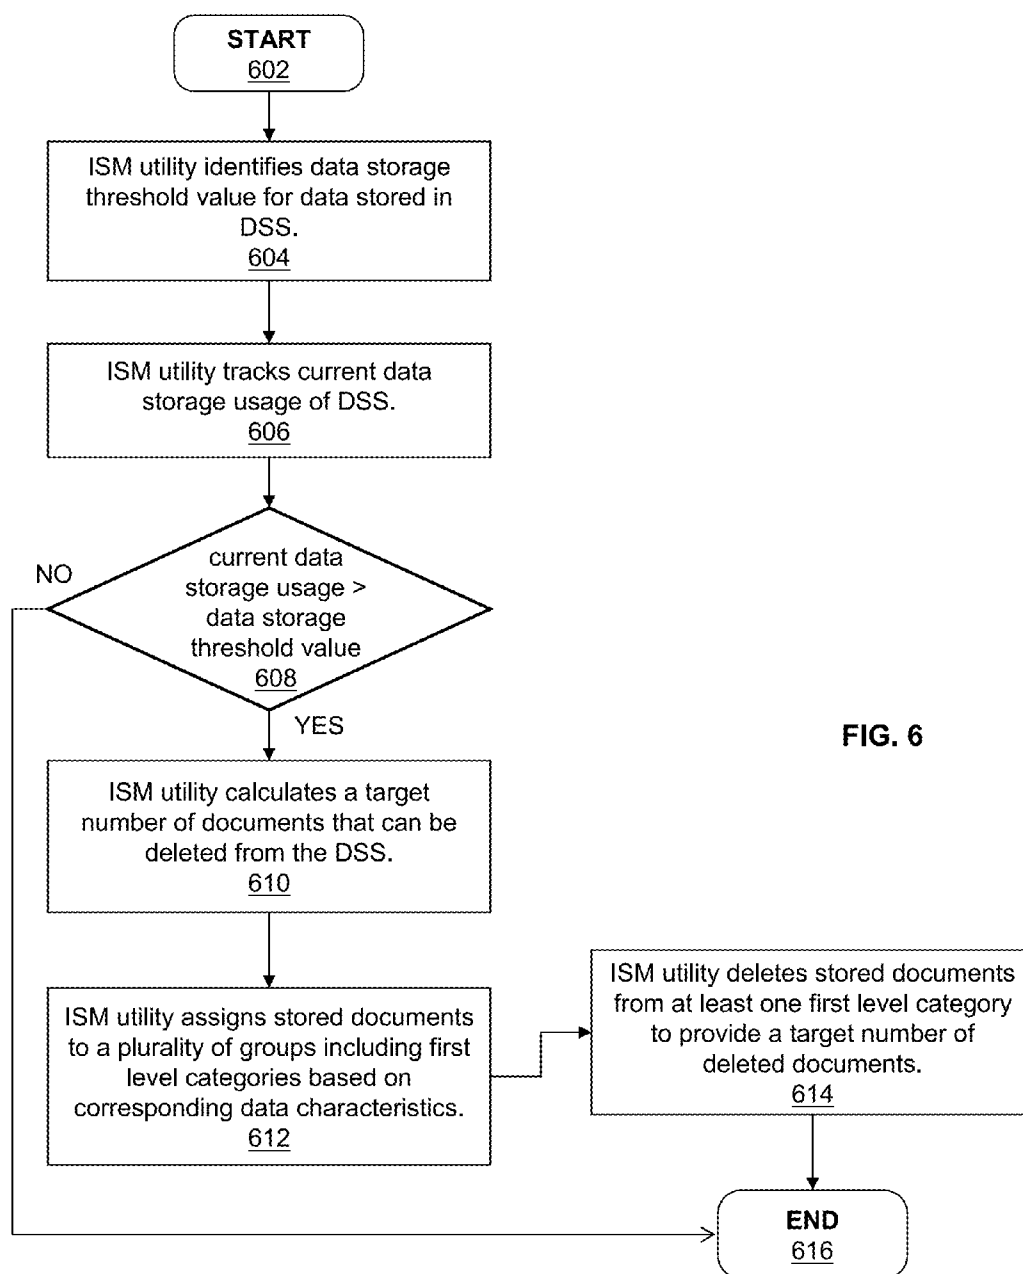 START
602
ISM utility identifies data storage
threshold value for data stored in
DSS.
604
ISM utility tracks current data
storage usage of DSS.
606
current data
storage usage >
data storage
threshold value
608
NO
YES
FIG. 6
ISM utility calculates a target
number of documents that can be
deleted from the DSS.
610
ISM utility assigns stored documents
to a plurality of groups including first
level categories based on
corresponding data characteristics.
612
ISM utility deletes stored documents
from at least one first level category
to provide a target number of
deleted documents.
614
END
616